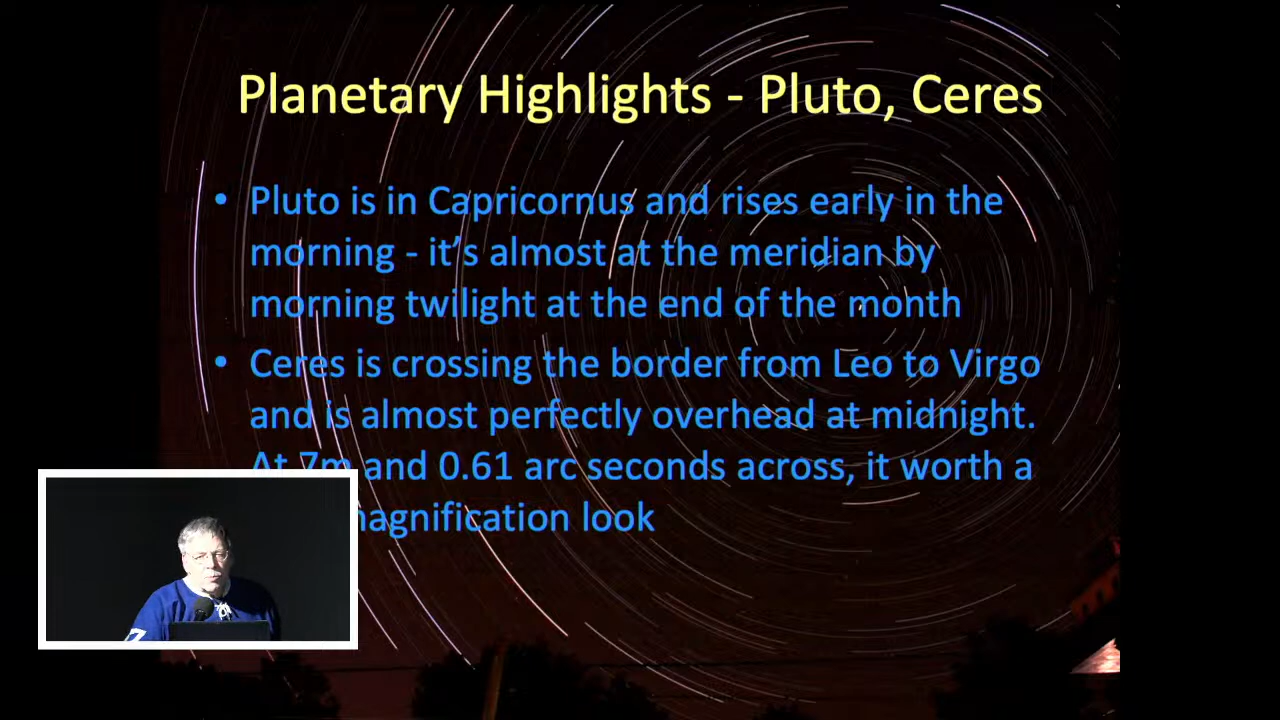 Planetary Highlights - Pluto, Ceres
• Pluto is in Capricornus and rises early in the
morning - it’s almost at the meridian by
morning twilight at the end of the month
• Ceres is crossing the border from Leo to Virgo
and is almost perfectly overhead at midnight.
At 7m and 0.61 arc seconds across, it worth a
magnification look